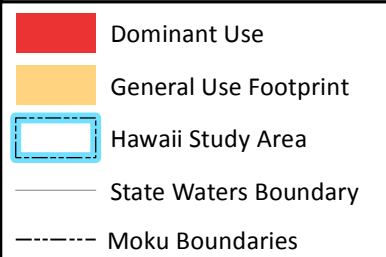 Dominant Use
General Use Footprint
Hawaii Study Area
State Waters Boundary
Moku Boundaries